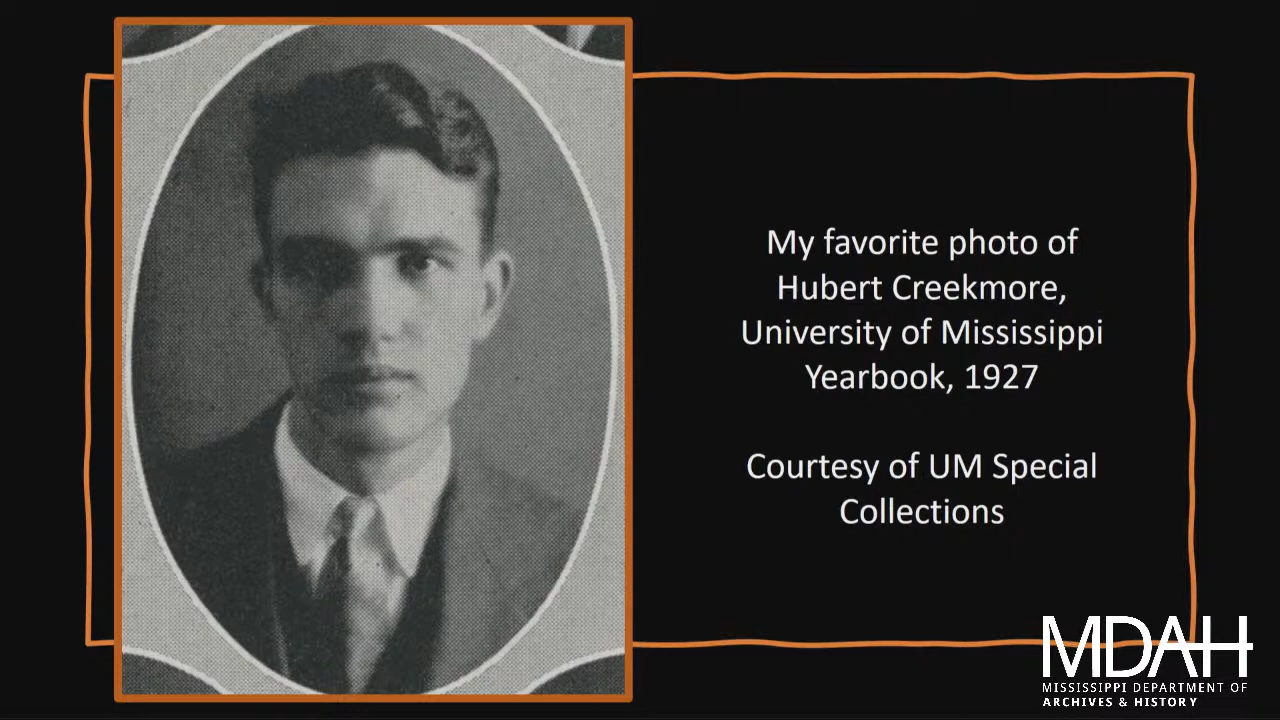 My favorite photo of
Hubert Creekmore,
University of Mississippi
Yearbook, 1927
Courtesy of UM Special
Collections
MDAH
MISSISSIPPI DEPARTMENT OF
ARCHIVES & HISTORY